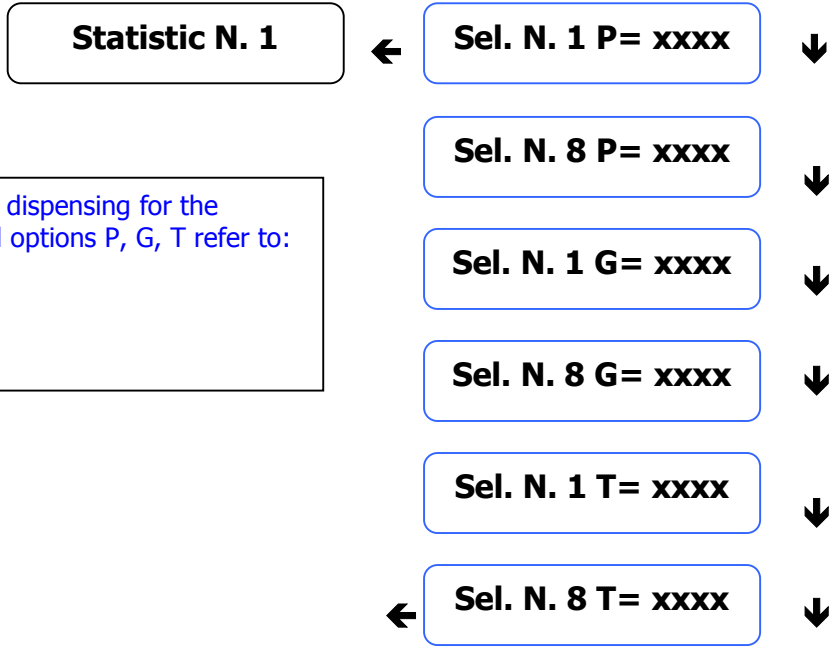 Statistic N. 1
Sel. N. 1 P= xxxx
Sel. N. 8 P= xxxx
dispensing for the
options P, G, T refer to:
Sel. N. 1 G= xxxx
Sel. N. 8 G= xxxx
Sel. N. 1 T= xxxx
Sel. N. 8 T= xxxx